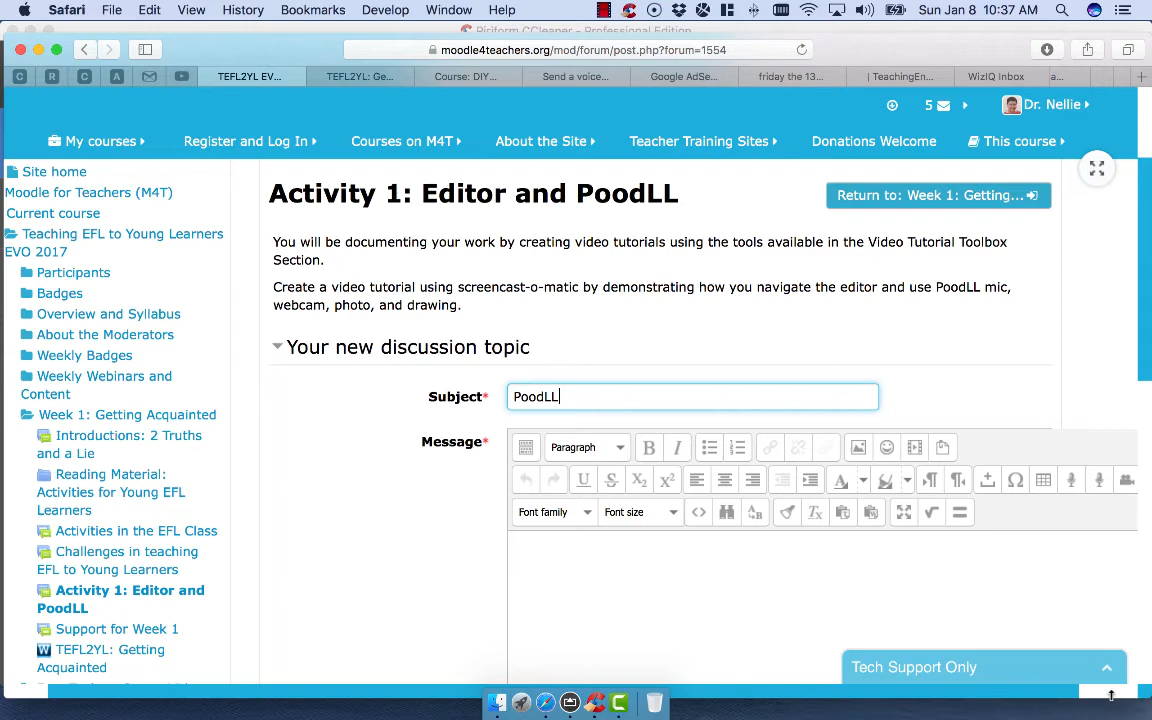 Safari File Edit View History Bookmarks Develop Window Help Sun Jan 8 10:37 AM
Piriform CCleaner - Professional Edition
moodle4teachers.org/mod/forum/post.php?forum=1554
C R C A TEFL2YL EV... TEFL2YL: Ge... Course: DIY... Send a voice... Google AdSe... friday the 13... | TeachingEn... WizIQ Inbox a...
5 Dr. Nellie
My courses Register and Log In Courses on M4T About the Site Teacher Training Sites Donations Welcome This course
Site home
Moodle for Teachers (M4T)
Current course
Teaching EFL to Young Learners
EVO 2017
Participants
Badges
Overview and Syllabus
About the Moderators
Weekly Badges
Weekly Webinars and
Content
Week 1: Getting Acquainted
Introductions: 2 Truths
and a Lie
Reading Material:
Activities for Young EFL
Learners
Activities in the EFL Class
Challenges in teaching
EFL to Young Learners
Activity 1: Editor and
PoodLL
Support for Week 1
TEFL2YL: Getting
Acquainted
Activity 1: Editor and PoodLL
Return to: Week 1: Getting...
You will be documenting your work by creating video tutorials using the tools available in the Video Tutorial Toolbox
Section.
Create a video tutorial using screencast-o-matic by demonstrating how you navigate the editor and use PoodLL mic,
webcam, photo, and drawing.
Your new discussion topic
Subject* PoodLL
Message*
Paragraph B I
U S X₂ X² A Ω
Font family Font size <> Tx
Tech Support Only